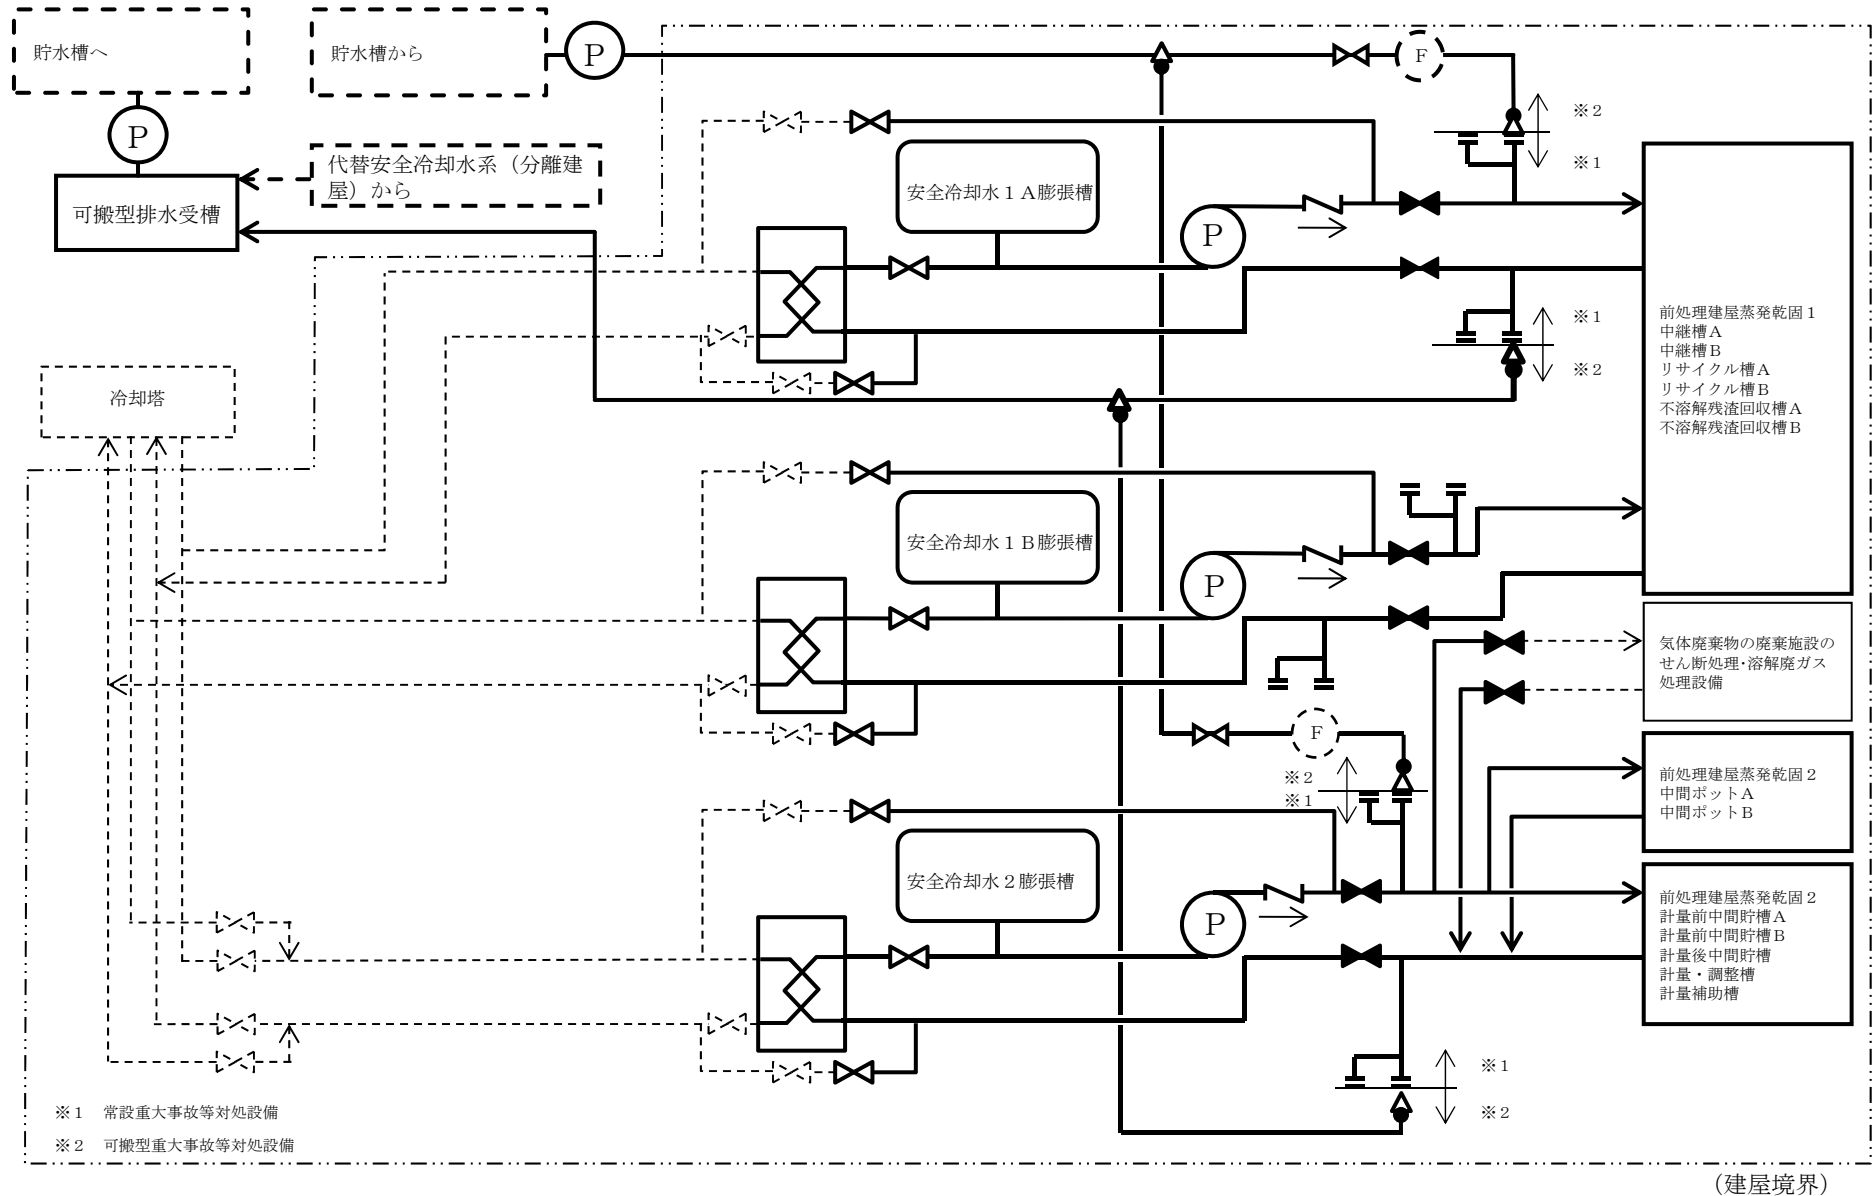 貯水槽へ
貯水槽から
P
P
F
※２
※１
代替安全冷却水系（分離建
屋）から
可搬型排水受槽
安全冷却水１Ａ膨張槽
P
※１
※２
前処理建屋蒸発乾固１
中継槽Ａ
中継槽Ｂ
リサイクル槽Ａ
リサイクル槽Ｂ
不溶解残渣回収槽Ａ
不溶解残渣回収槽Ｂ
冷却塔
安全冷却水１Ｂ膨張槽
P
気体廃棄物の廃棄施設の
せん断処理・溶解廃ガス
処理設備
F
※２
※１
前処理建屋蒸発乾固２
中間ポットＡ
中間ポットＢ
安全冷却水２膨張槽
P
前処理建屋蒸発乾固２
計量前中間貯槽Ａ
計量前中間貯槽Ｂ
計量後中間貯槽
計量・調整槽
計量補助槽
※１
※２
※１　常設重大事故等対処設備
※２　可搬型重大事故等対処設備
（建屋境界）